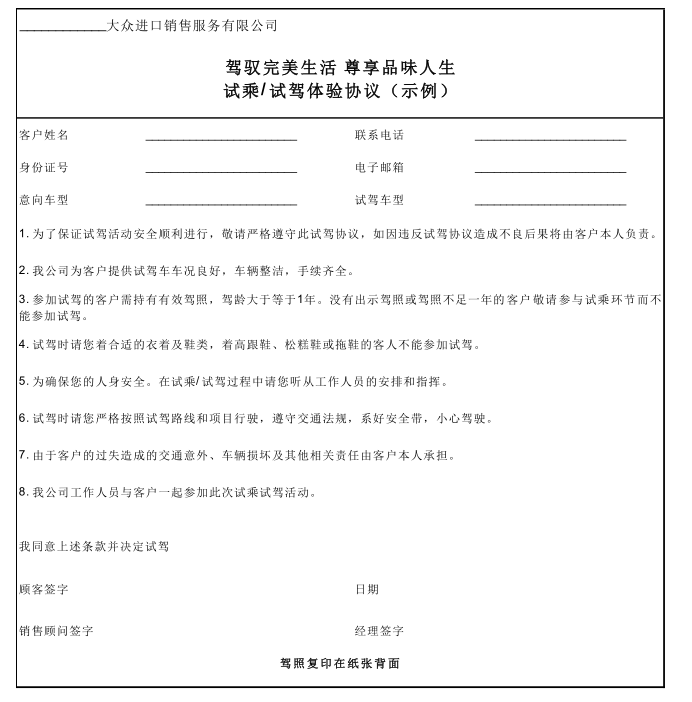 ____________大众进口销售服务有限公司
驾驭完美生活 尊享品味人生
试乘/试驾体验协议（示例）
客户姓名 ____________________ 联系电话 ____________________
身份证号 ____________________ 电子邮箱 ____________________
意向车型 ____________________ 试驾车型 ____________________
1. 为了保证试驾活动安全顺利进行，敬请严格遵守此试驾协议，如因违反试驾协议造成不良后果将由客户本人负责。
2. 我公司为客户提供试驾车车况良好，车辆整洁，手续齐全。
3. 参加试驾的客户需持有有效驾照，驾龄大于等于1年。没有出示驾照或驾照不足一年的客户敬请参与试乘环节而不
能参加试驾。
4. 试驾时请您着合适的衣着及鞋类，着高跟鞋、松糕鞋或拖鞋的客人不能参加试驾。
5. 为确保您的人身安全。在试乘/试驾过程中请您听从工作人员的安排和指挥。
6. 试驾时请您严格按照试驾路线和项目行驶，遵守交通法规，系好安全带，小心驾驶。
7. 由于客户的过失造成的交通意外、车辆损坏及其他相关责任由客户本人承担。
8. 我公司工作人员与客户一起参加此次试乘试驾活动。
我同意上述条款并决定试驾
顾客签字 日期
销售顾问签字 经理签字
驾照复印在纸张背面